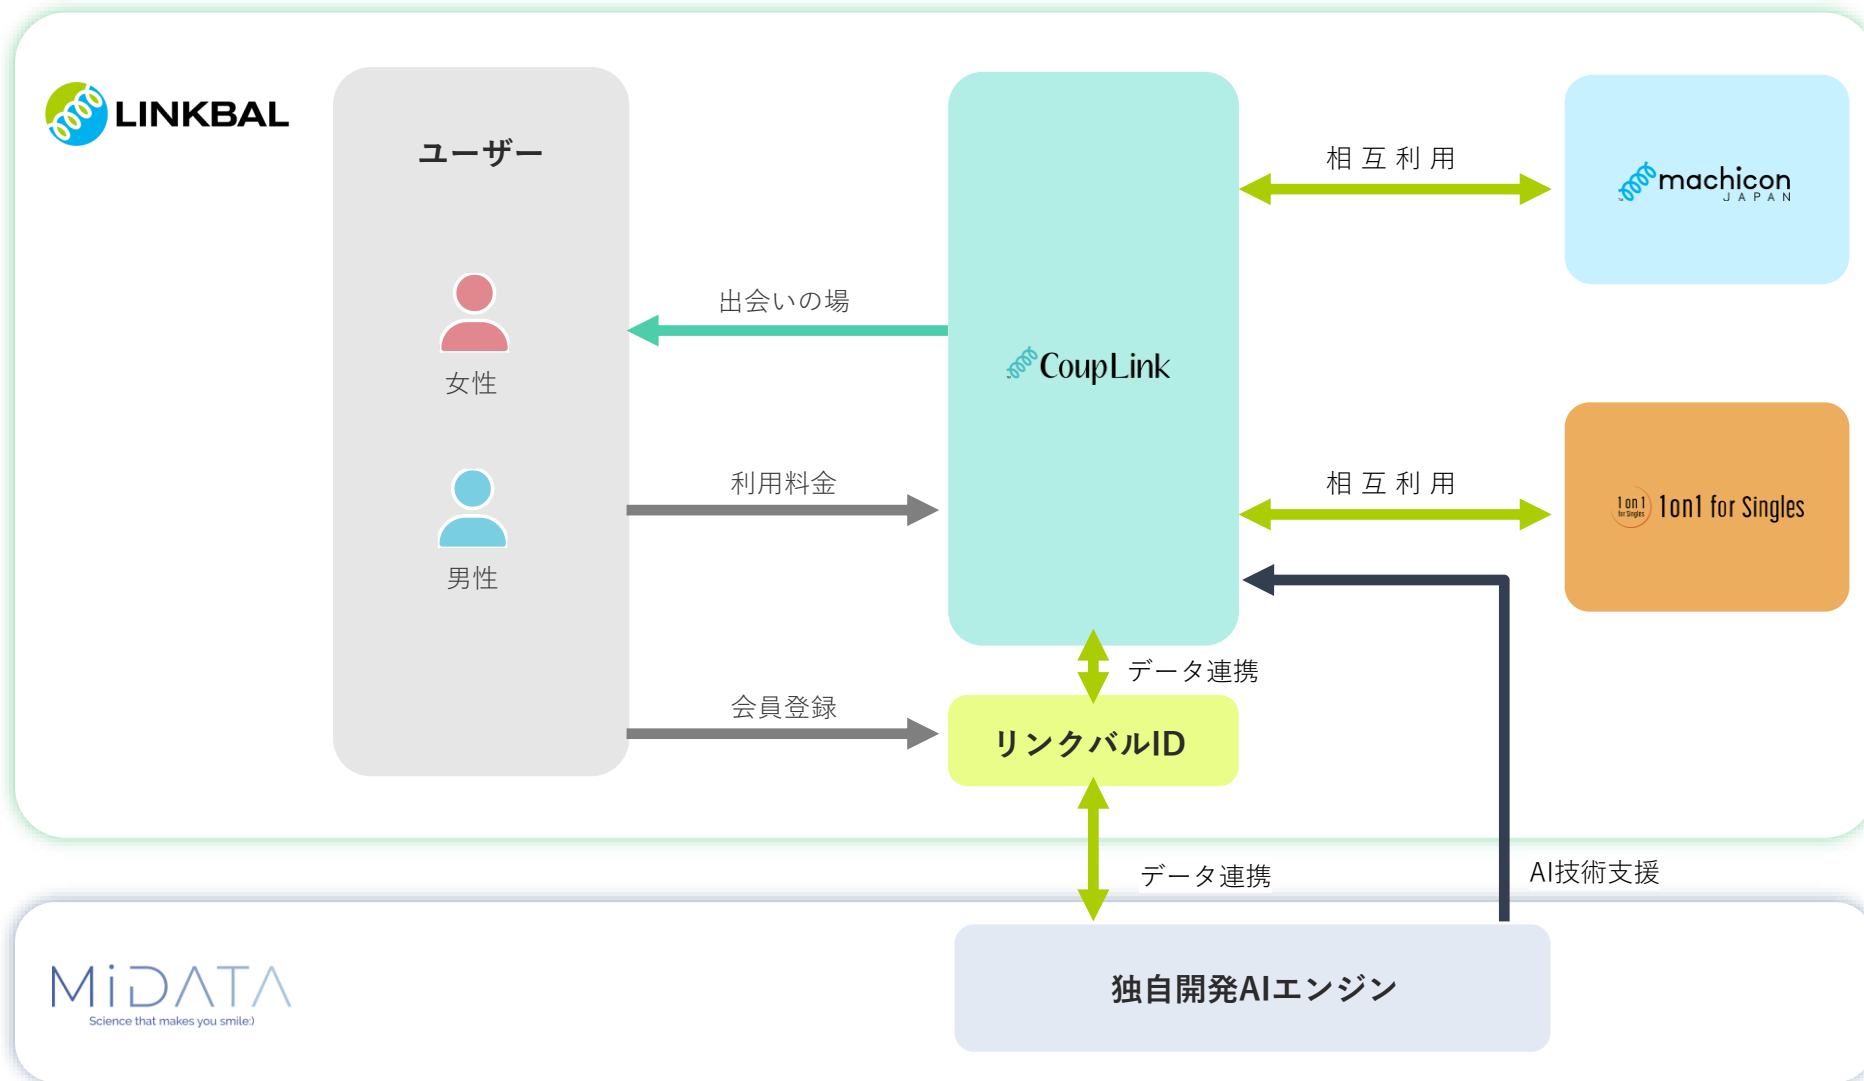 LINKBAL
ユーザー
女性
男性
出会いの場
利用料金
会員登録
CoupLink
データ連携
リンクバルID
相互利用
machicon
JAPAN
相互利用
1on1
for Singles
1on1 for Singles
データ連携
AI技術支援
MiDATA
Science that makes you smile:)
独自開発AIエンジン